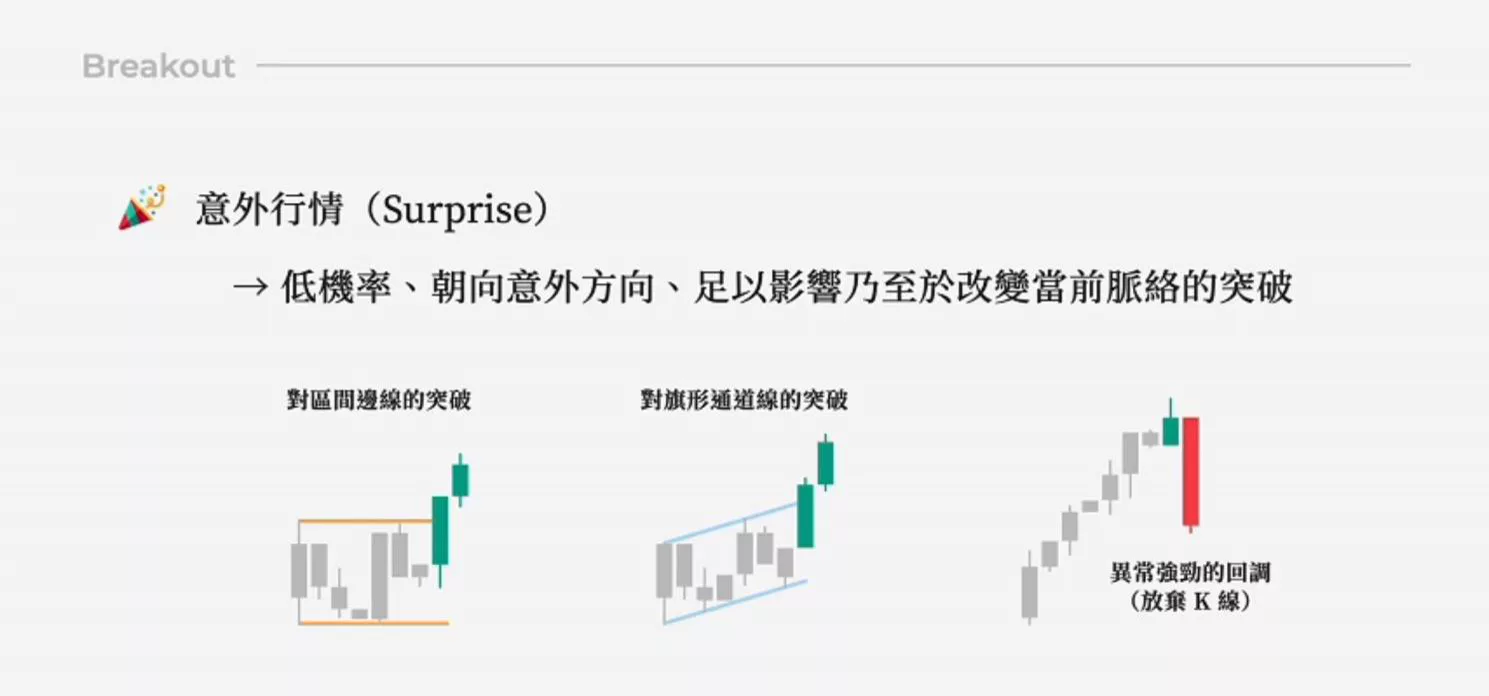 Breakout
意外行情（Surprise）
→ 低機率、朝向意外方向、足以影響乃至於改變當前脈絡的突破
對區間邊線的突破
對旗形通道線的突破
異常強勁的回調
（放棄 K 線）